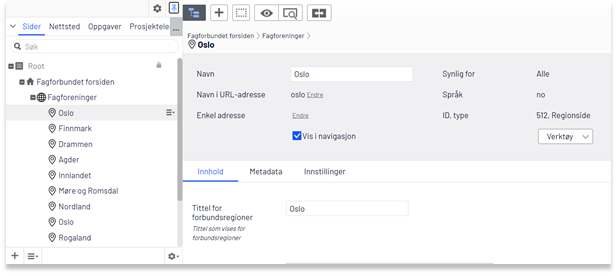 Sider Nettsted Oppgaver Prosjektele ...
Søk
Root
Fagforbundet forsiden
Fagforeninger
Oslo
Finnmark
Drammen
Agder
Innlandet
Møre og Romsdal
Nordland
Oslo
Rogaland
Fagforbundet forsiden > Fagforeninger >
Oslo
Navn Oslo Synlig for Alle
Navn i URL-adresse oslo Endre Språk no
Enkel adresse Endre ID, type 512, Regionside
Vis i navigasjon Verktøy
Innhold Metadata Innstillinger
Tittel for Oslo
forbundsregioner
Tittel som vises for
forbundsregioner